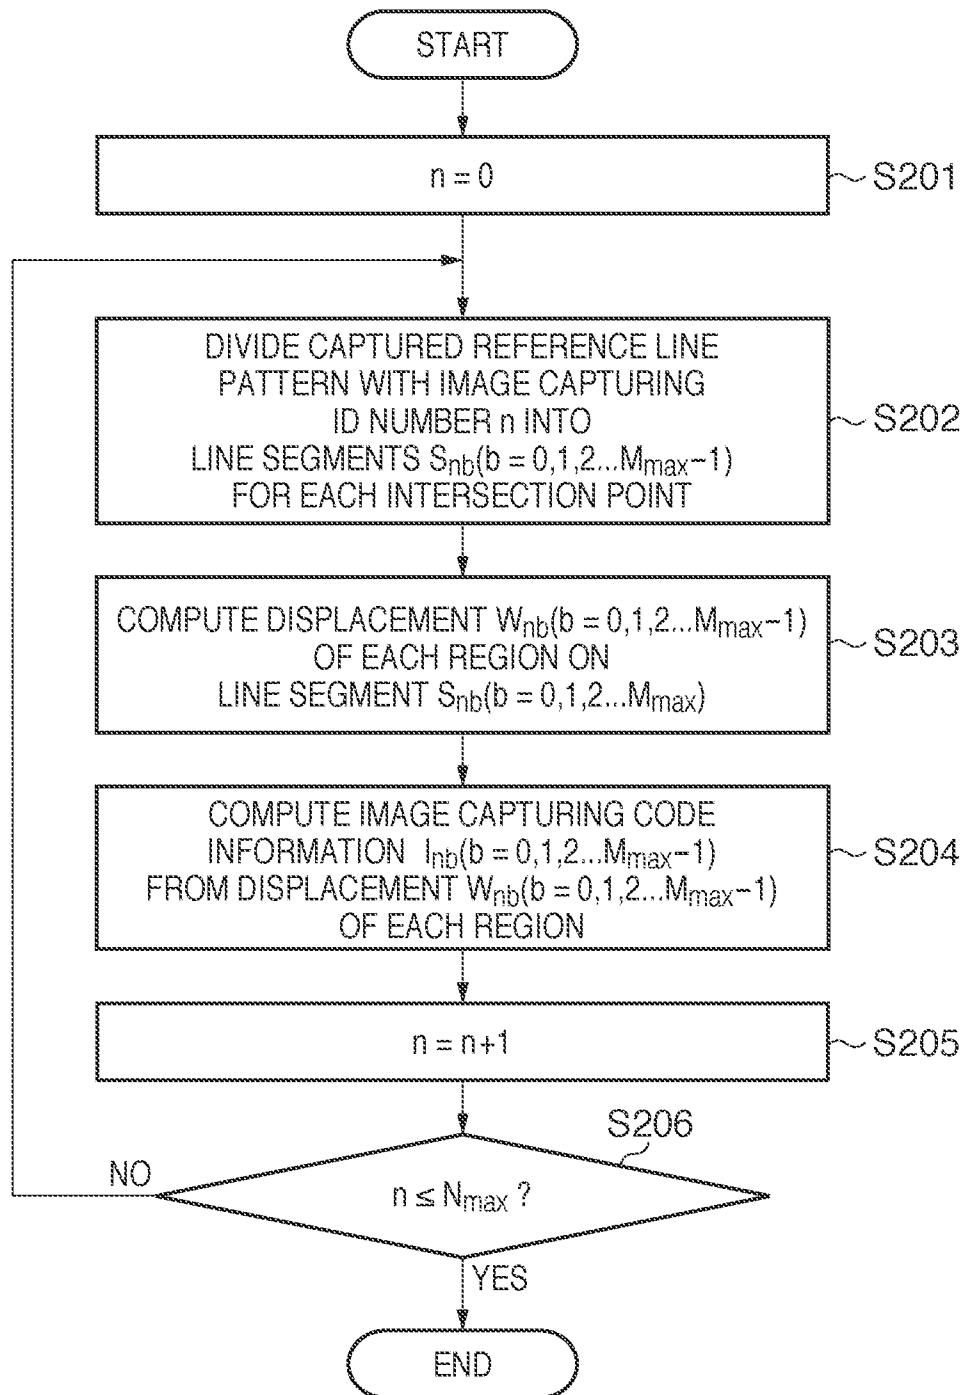 START
n = 0
S201
DIVIDE CAPTURED REFERENCE LINE
PATTERN WITH IMAGE CAPTURING
ID NUMBER n INTO
LINE SEGMENTS Snb(b = 0,1,2...Mmax-1)
FOR EACH INTERSECTION POINT
S202
COMPUTE DISPLACEMENT Wnb(b = 0,1,2...Mmax-1)
OF EACH REGION ON
LINE SEGMENT Snb(b = 0,1,2...Mmax)
S203
COMPUTE IMAGE CAPTURING CODE
INFORMATION Inb(b = 0,1,2...Mmax-1)
FROM DISPLACEMENT Wnb(b = 0,1,2...Mmax-1)
OF EACH REGION
S204
n = n+1
S205
S206
NO
n ≤ Nmax ?
YES
END